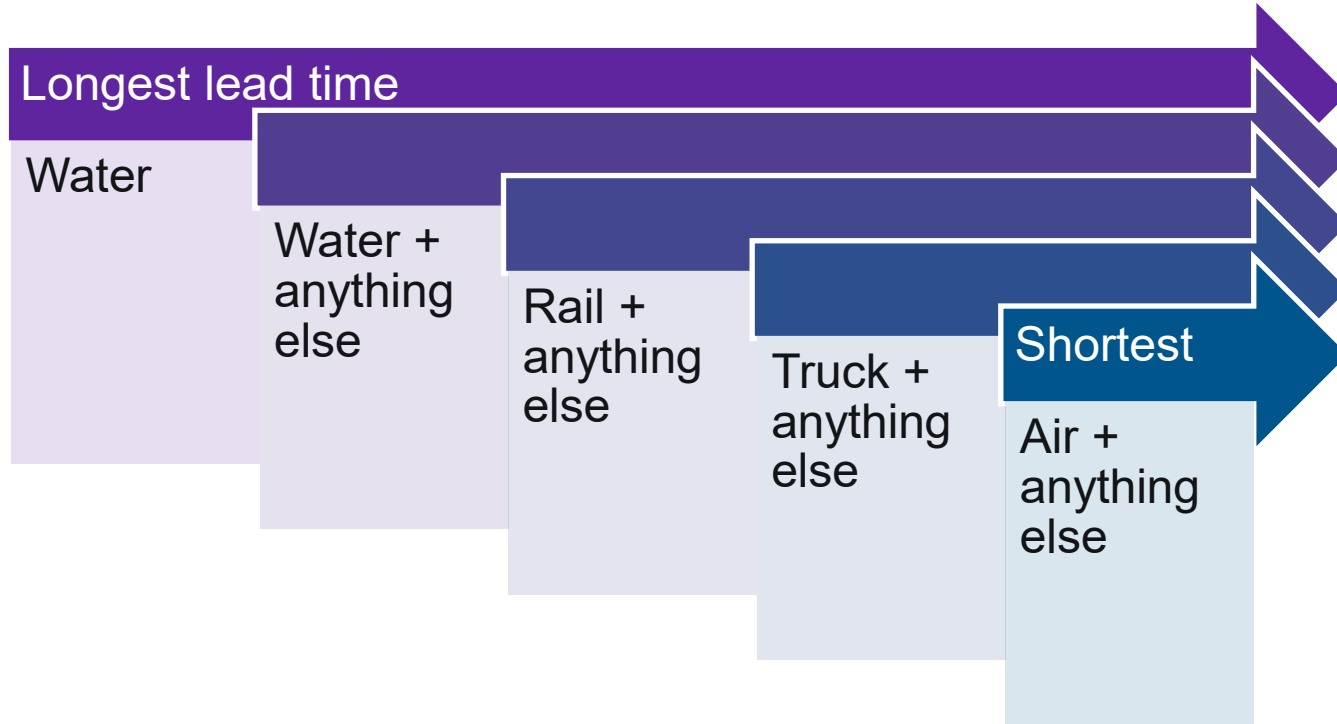 Longest lead time
Water
Water +
anything
else
Rail +
anything
else
Truck +
anything
else
Shortest
Air +
anything
else